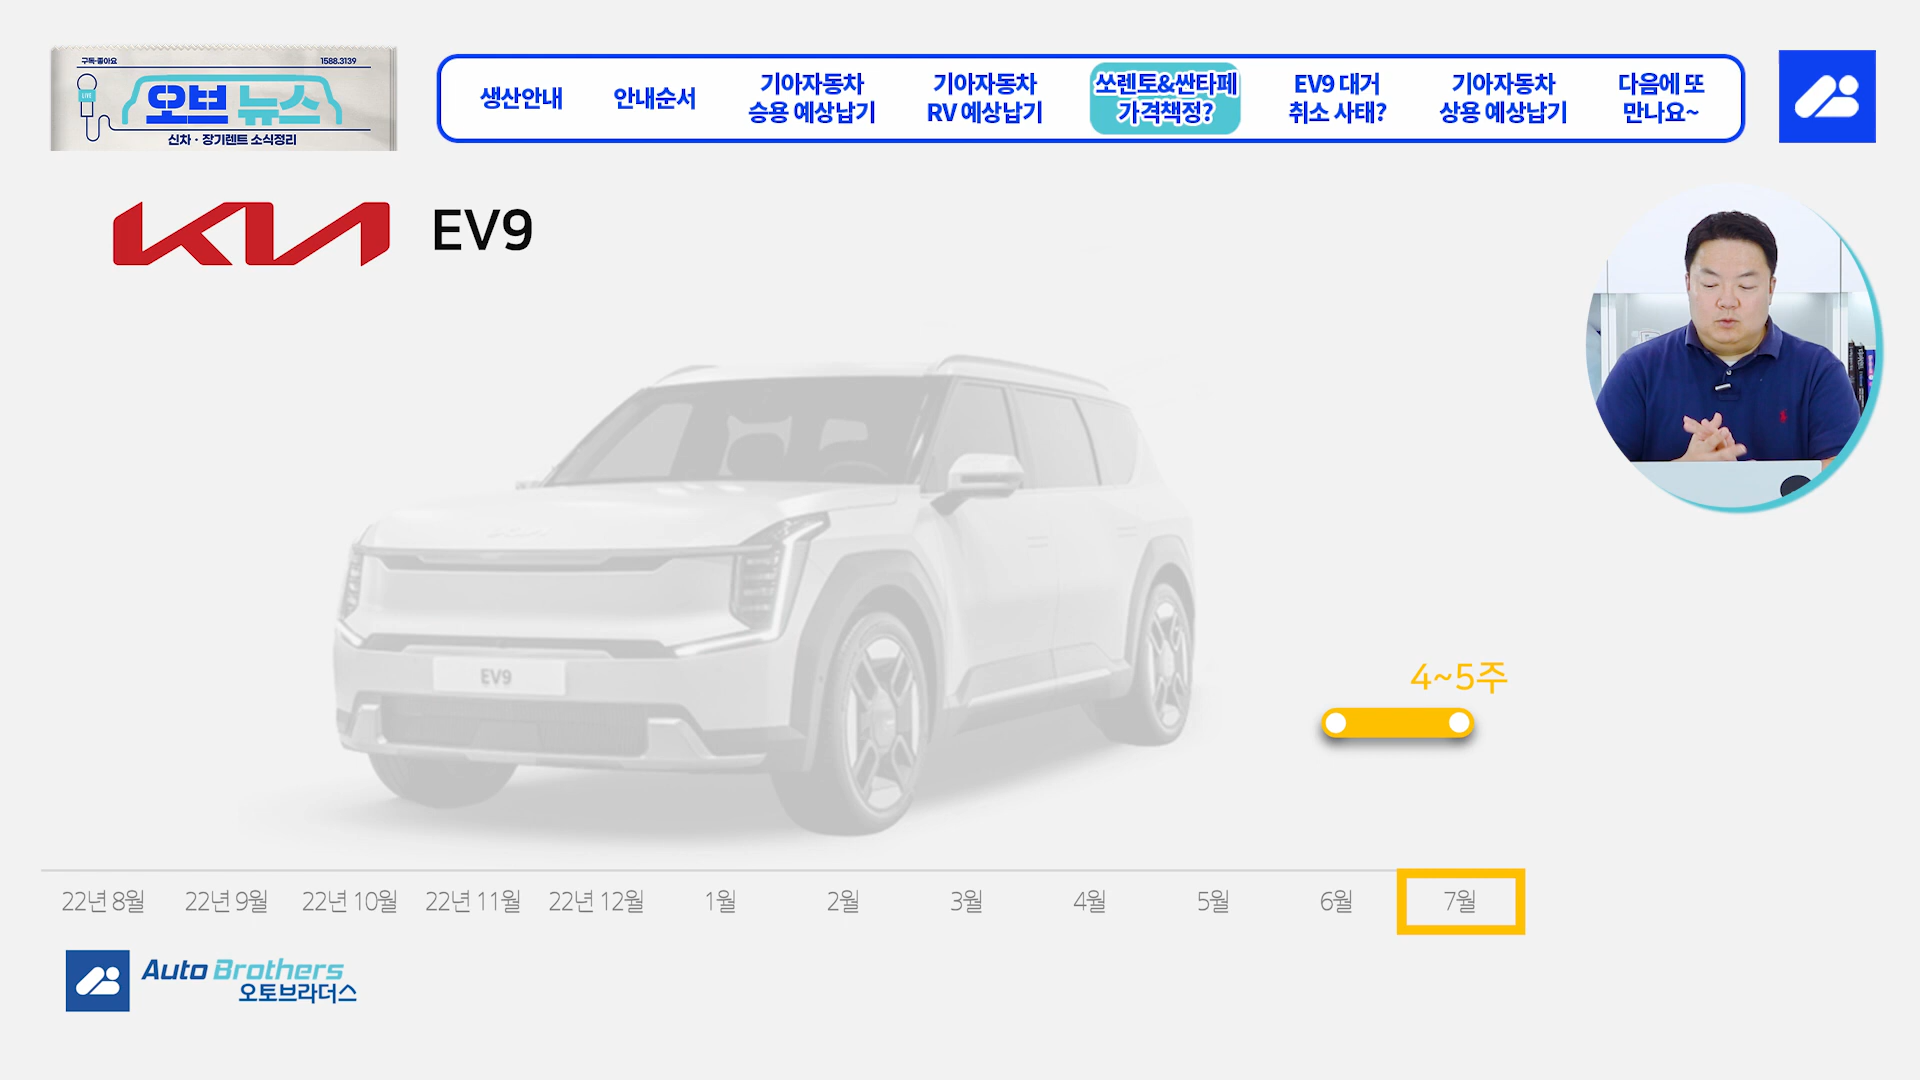 구독·좋아요
1588.3139
LIVE
오브 뉴스
신차 · 장기렌트 소식정리
생산안내
안내순서
기아자동차
승용 예상납기
기아자동차
RV 예상납기
쏘렌토&싼타페
가격책정?
EV9 대거
취소 사태?
기아자동차
상용 예상납기
다음에 또
만나요~
KIA EV9
EV9
4~5주
22년 8월
22년 9월
22년 10월
22년 11월
22년 12월
1월
2월
3월
4월
5월
6월
7월
Auto Brothers
오토브라더스